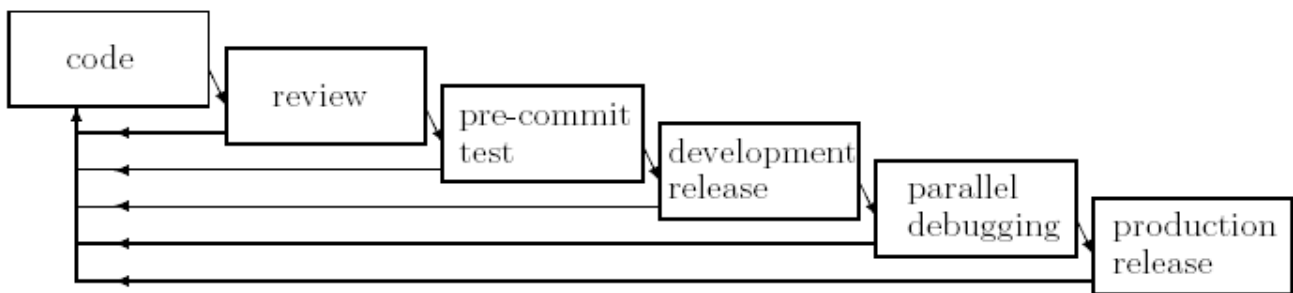 code
review
pre-commit
test
development
release
parallel
debugging
production
release